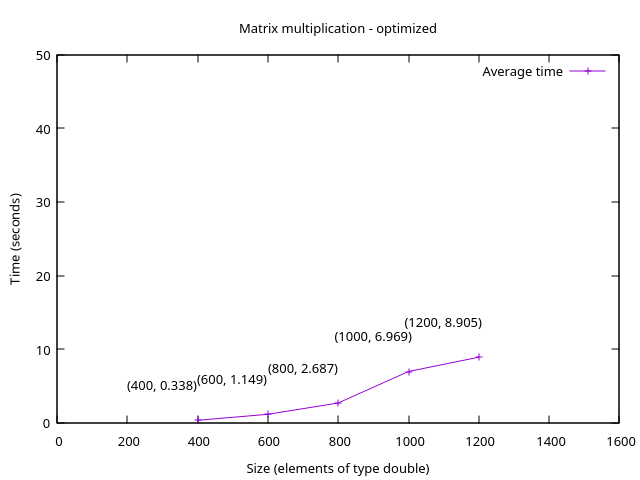 Matrix multiplication - optimized
Average time
50
40
30
20
10
0
Time (seconds)
(400, 0.338)
(600, 1.149)
(800, 2.687)
(1000, 6.969)
(1200, 8.905)
0 200 400 600 800 1000 1200 1400 1600
Size (elements of type double)